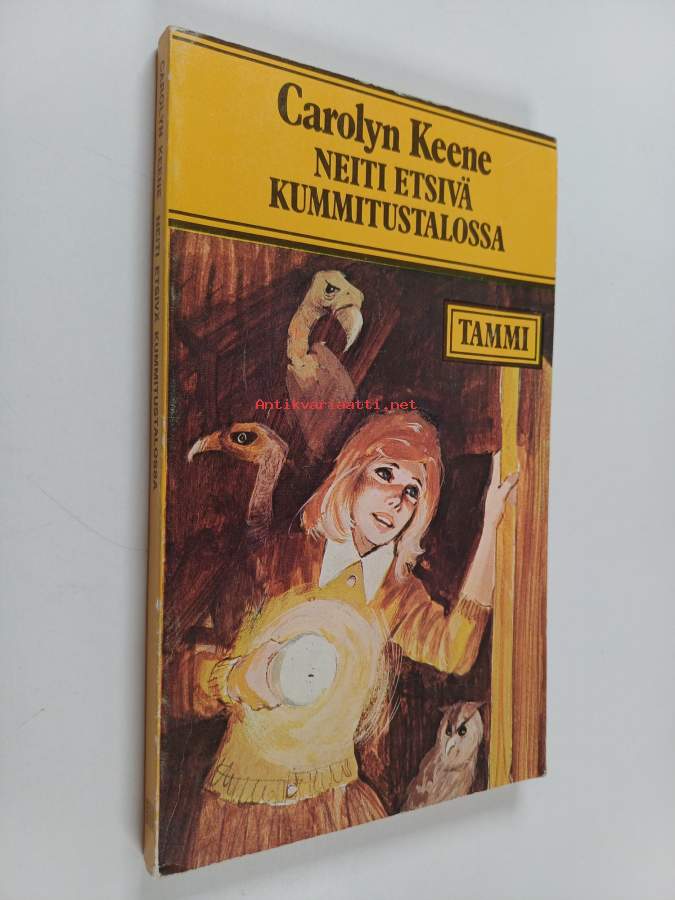 Carolyn Keene
NEITI ETSIVÄ
KUMMITUSTALOSSA
TAMMI
CAROLYN KEENE NEITI ETSIVÄ KUMMITUSTALOSSA
Antikvariaatti.net